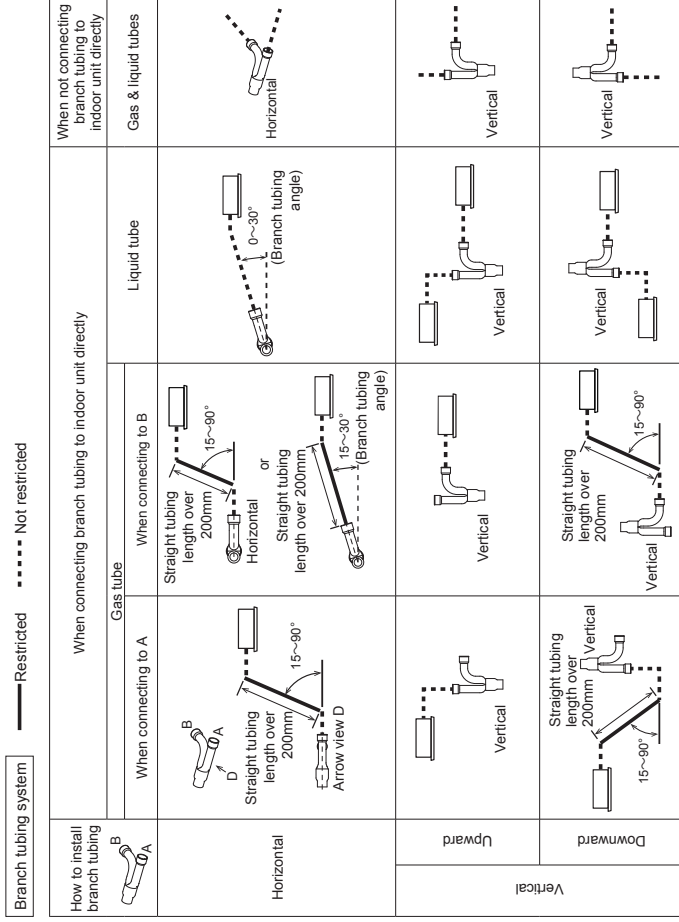 Branch tubing system
Restricted
Not restricted
How to install
branch tubing
B
A
When connecting branch tubing to indoor unit directly
When not connecting
branch tubing to
indoor unit directly
Gas tube
Liquid tube
Gas & liquid tubes
When connecting to A
When connecting to B
Horizontal
B
A
D
Straight tubing
length over
200mm
15～90°
Arrow view D
Straight tubing
length over
200mm
15～90°
Horizontal
or
Straight tubing
length over 200mm
15～30°
(Branch tubing
angle)
0～30°
(Branch tubing
angle)
Horizontal
Vertical
Upward
Vertical
Vertical
Vertical
Vertical
Downward
Straight tubing
length over
200mm
Vertical
15～90°
Straight tubing
length over
200mm
15～90°
Vertical
Vertical
Vertical